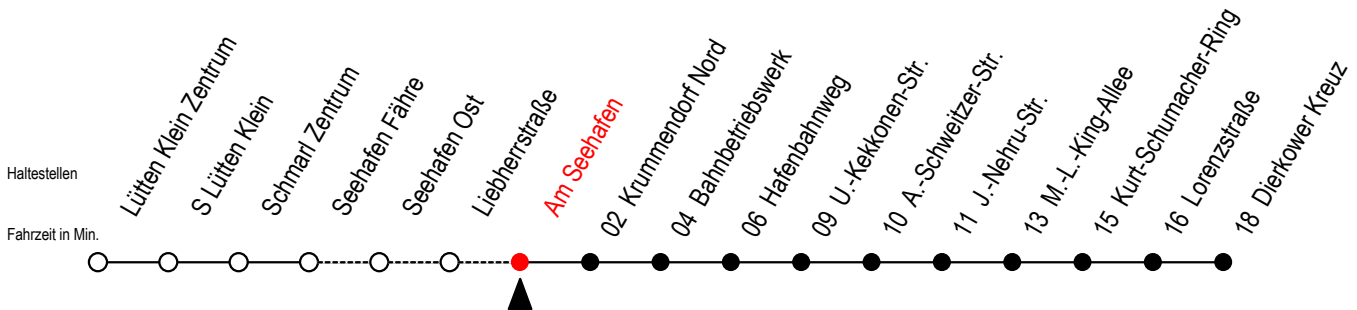 Haltestellen
Fahrzeit in Min.
Lütten Klein Zentrum
S Lütten Klein
Schmarl Zentrum
Seehafen Fähre
Seehafen Ost
Liebherrstraße
Am Seehafen
02 Krummendorf Nord
04 Bahnbetriebswerk
06 Hafenbahnweg
09 U.-Kekkonen-Str.
10 A.-Schweitzer-Str.
11 J.-Nehru-Str.
13 M.-L.-King-Allee
15 Kurt-Schumacher-Ring
16 Lorenzstraße
18 Dierkower Kreuz